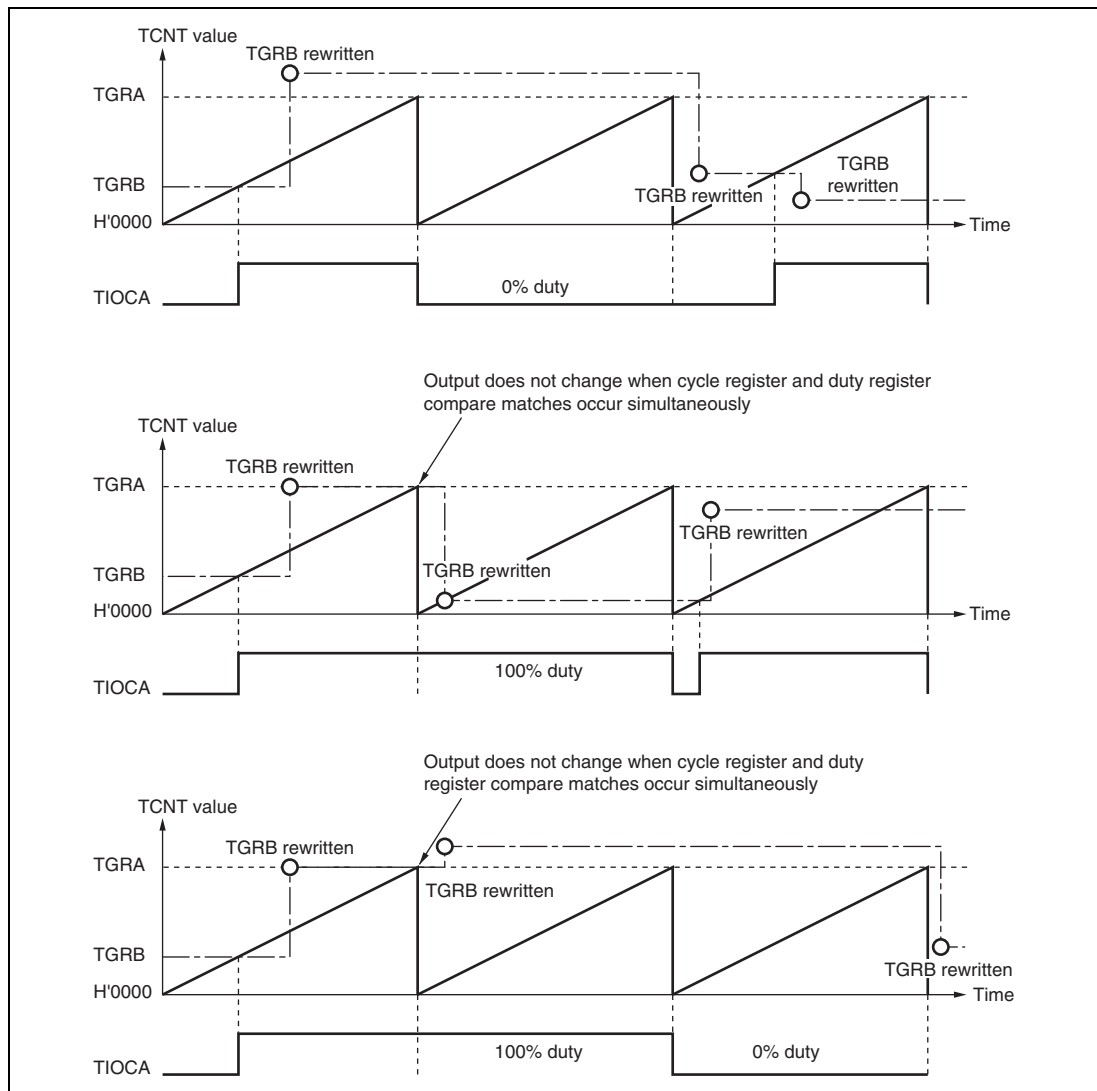 TCNT value
TGRB rewritten
TGRA
TGRB
TGRB rewritten
TGRB
rewritten
H'0000
Time
TIOCA
0% duty
Output does not change when cycle register and duty register
compare matches occur simultaneously
TCNT value
TGRB rewritten
TGRA
TGRB rewritten
TGRB
TGRB rewritten
H'0000
Time
TIOCA
100% duty
Output does not change when cycle register and duty
register compare matches occur simultaneously
TCNT value
TGRB rewritten
TGRA
TGRB rewritten
TGRB
TGRB rewritten
H'0000
Time
TIOCA
100% duty
0% duty